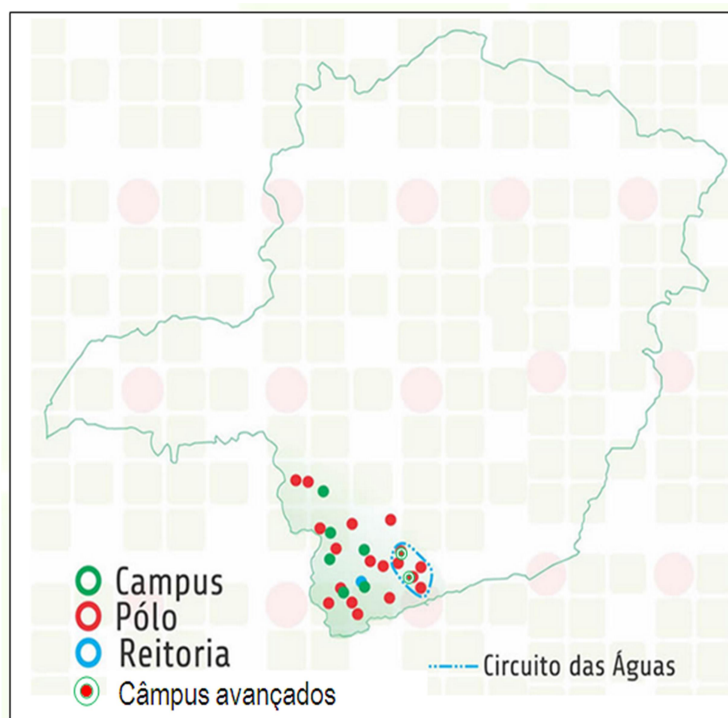 Campus
Pólo
Reitoria
Câmpus avançados
Circuito das Águas